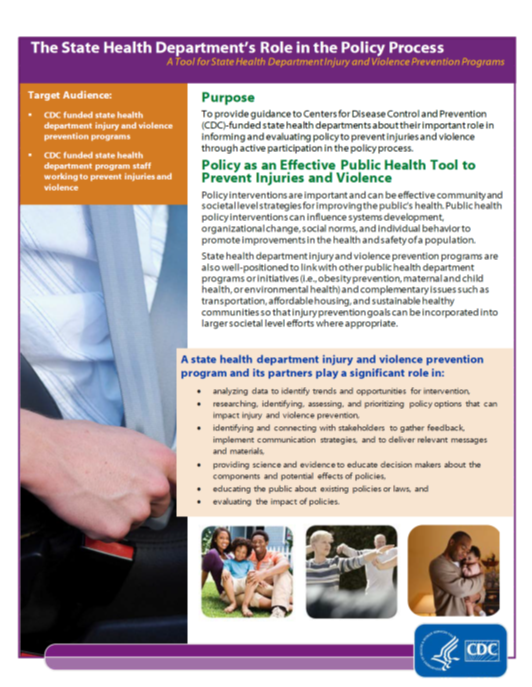 The State Health Department's Role in the Policy Process
A Tool for State Health Department Injury and Violence Prevention Programs
Target Audience:
• CDC funded state health
department injury and violence
prevention programs
• CDC funded state health
department program staff
working to prevent injuries and
violence
Purpose
To provide guidance to Centers for Disease Control and Prevention
(CDC)-funded state health departments about their important role in
informing and evaluating policy to prevent injuries and violence
through active participation in the policy process.
Policy as an Effective Public Health Tool to
Prevent Injuries and Violence
Policy interventions are important and can be effective community and
societal level strategies for improving the public's health. Public health
policy interventions can influence systems development,
organizational change, social norms, and individual behavior to
promote improvements in the health and safety of a population.
State health department injury and violence prevention programs are
also well-positioned to link with other public health department
programs or initiatives (i.e., obesity prevention, maternal and child
health, or environmental health) and complementary issues such as
transportation, affordable housing, and sustainable healthy
communities so that injury prevention goals can be incorporated into
larger societal level efforts where appropriate.
A state health department injury and violence prevention
program and its partners play a significant role in:
• analyzing data to identify trends and opportunities for intervention,
• researching, identifying, assessing, and prioritizing policy options that can
impact injury and violence prevention,
• identifying and connecting with stakeholders to gather feedback,
implement communication strategies, and to deliver relevant messages
and materials,
• providing science and evidence to educate decision makers about the
components and potential effects of policies,
• educating the public about existing policies or laws, and
• evaluating the impact of policies.
CDC